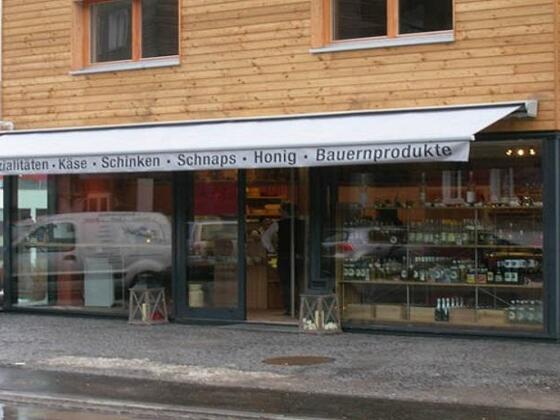 zialitäten · Käse · Schinken · Schnaps · Honig · Bauernprodukte